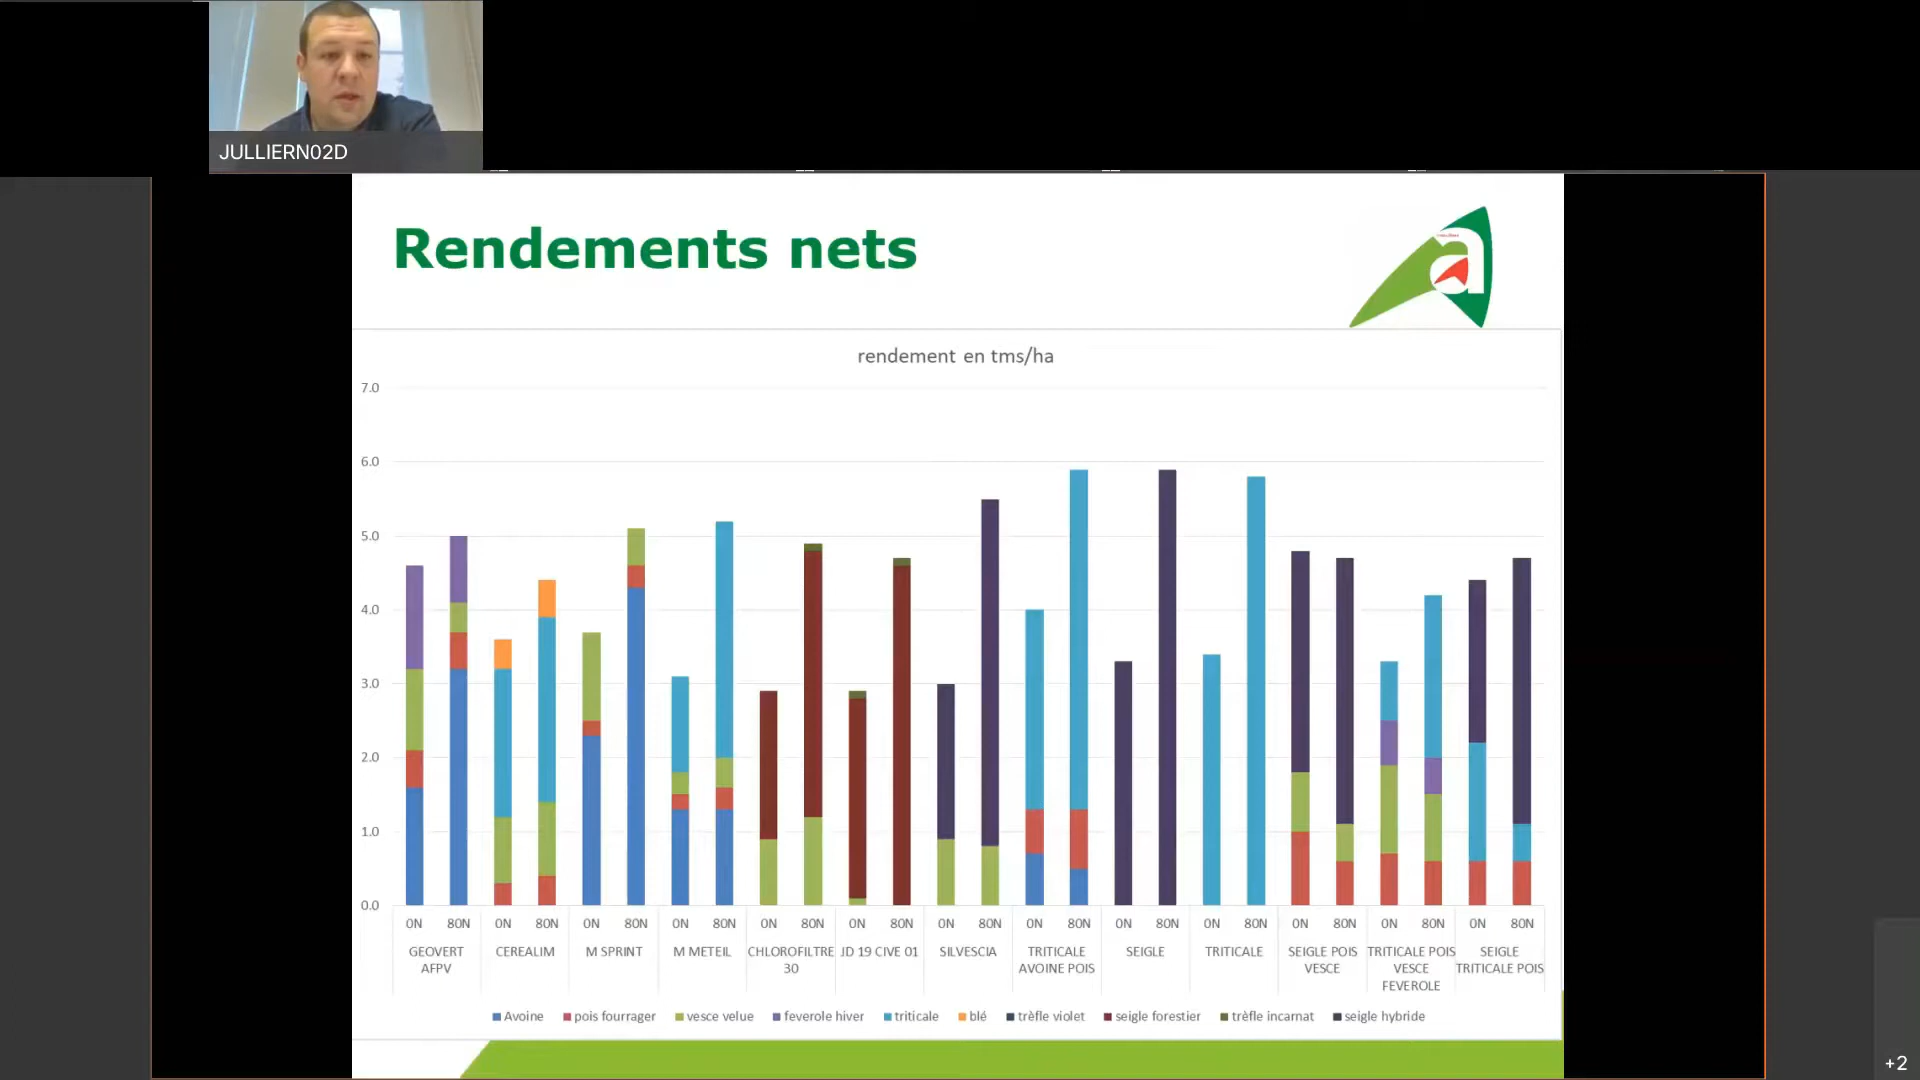 JULLIERN02D
Rendements nets
rendement en tms/ha
7.0
6.0
5.0
4.0
3.0
2.0
1.0
0.0
0N 80N 0N 80N 0N 80N 0N 80N 0N 80N 0N 80N 0N 80N 0N 80N 0N 80N 0N 80N 0N 80N 0N 80N 0N 80N
GEOVERT AFPV
CEREALIM
M SPRINT
M METEIL
CHLOROFILTRE 30
JD 19 CIVE 01
SILVESCIA
TRITICALE AVOINE POIS
SEIGLE
TRITICALE
SEIGLE POIS VESCE
TRITICALE POIS VESCE FEVEROLE
SEIGLE TRITICALE POIS
Avoine pois fourrager vesce velue feverole hiver triticale blé trèfle violet seigle forestier trèfle incarnat seigle hybride
+2